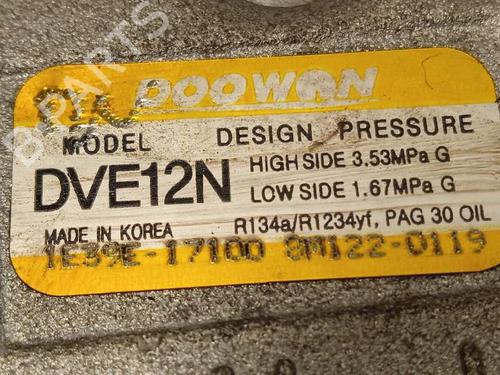 DOOWON
MODEL
DESIGN PRESSURE
DVE12N
HIGH SIDE 3.53MPa G
LOW SIDE 1.67MPa G
MADE IN KOREA
R134a/R1234yf, PAG 30 OIL
1E39E-17100 8M122-0119
B-PARTS